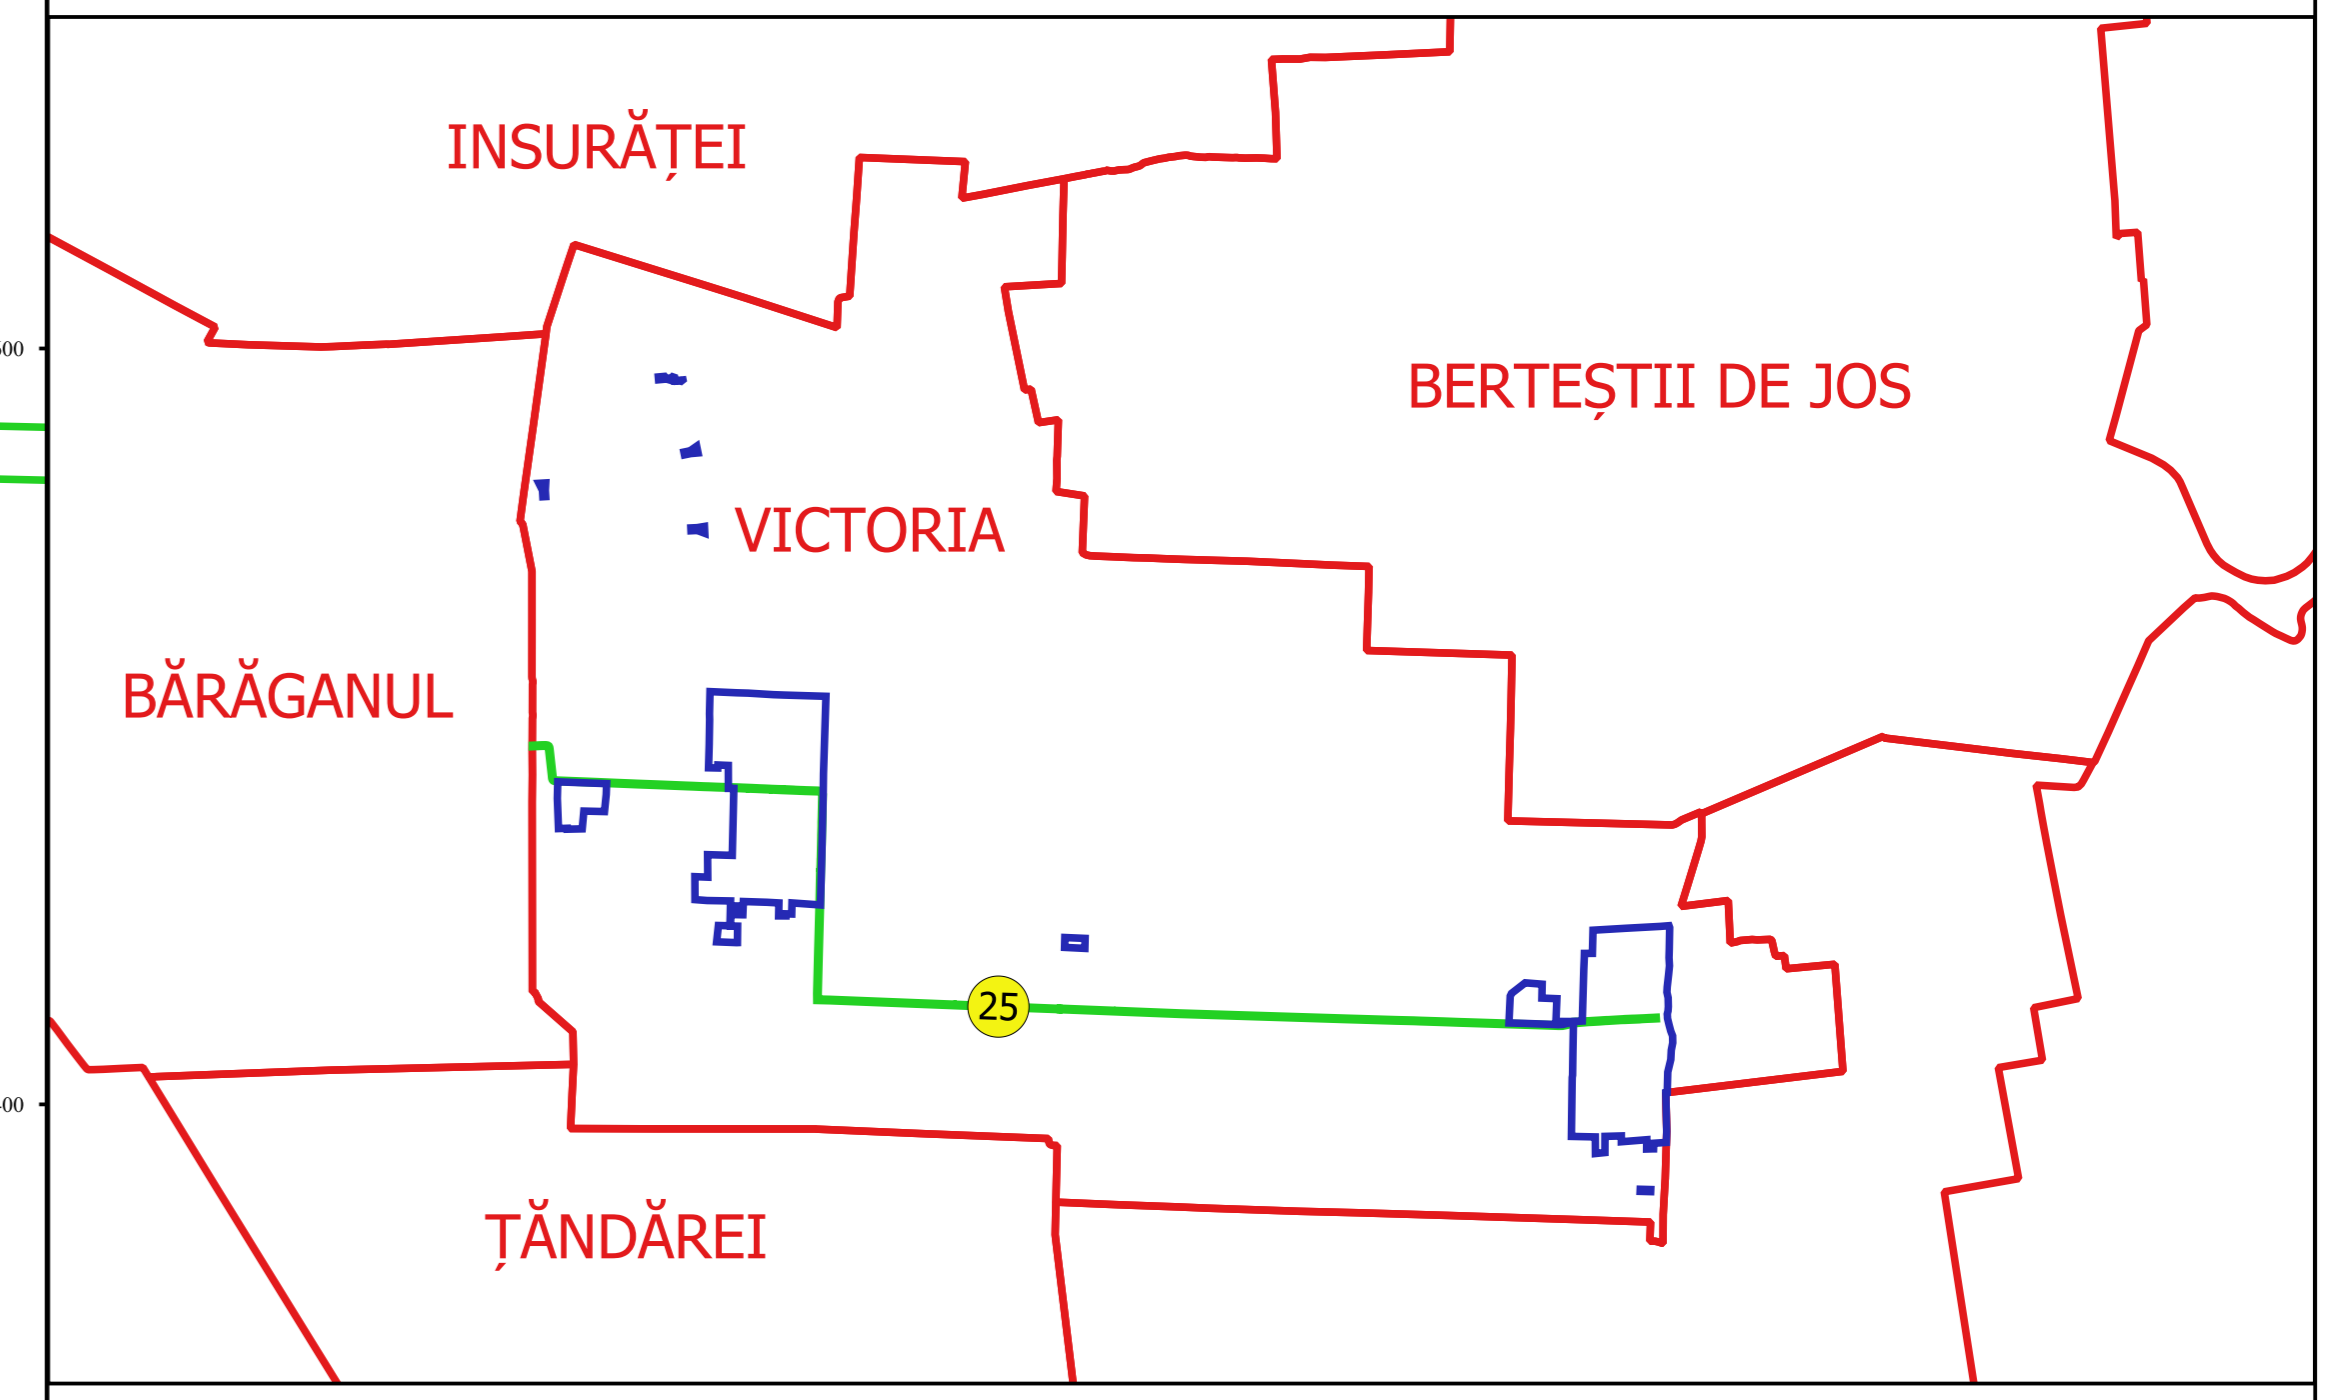 INSURĂȚEI
BERTEȘTII DE JOS
VICTORIA
BĂRĂGANUL
25
ȚĂNDĂREI